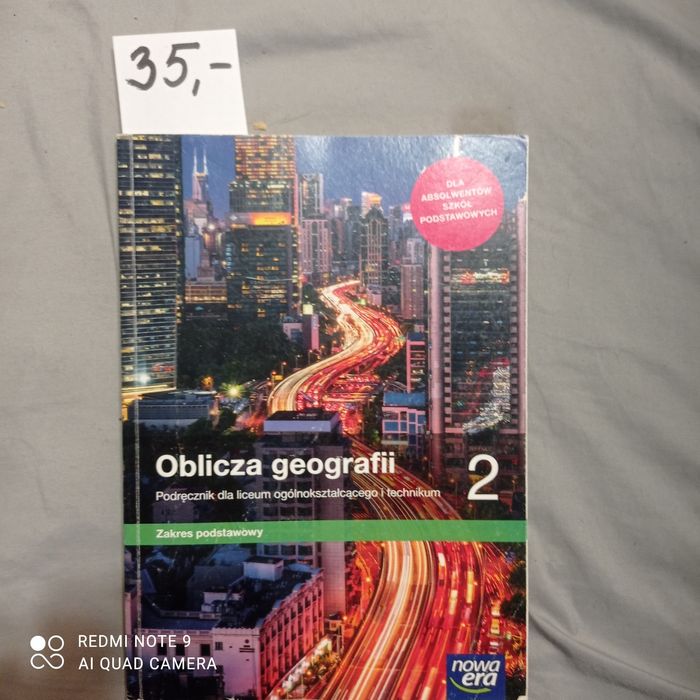 35,-
DLA
ABSOLWENTÓW
SZKÓŁ
PODSTAWOWYCH
Oblicza geografii 2
Podręcznik dla liceum ogólnokształcącego i technikum
Zakres podstawowy
nowa
era
REDMI NOTE 9
AI QUAD CAMERA